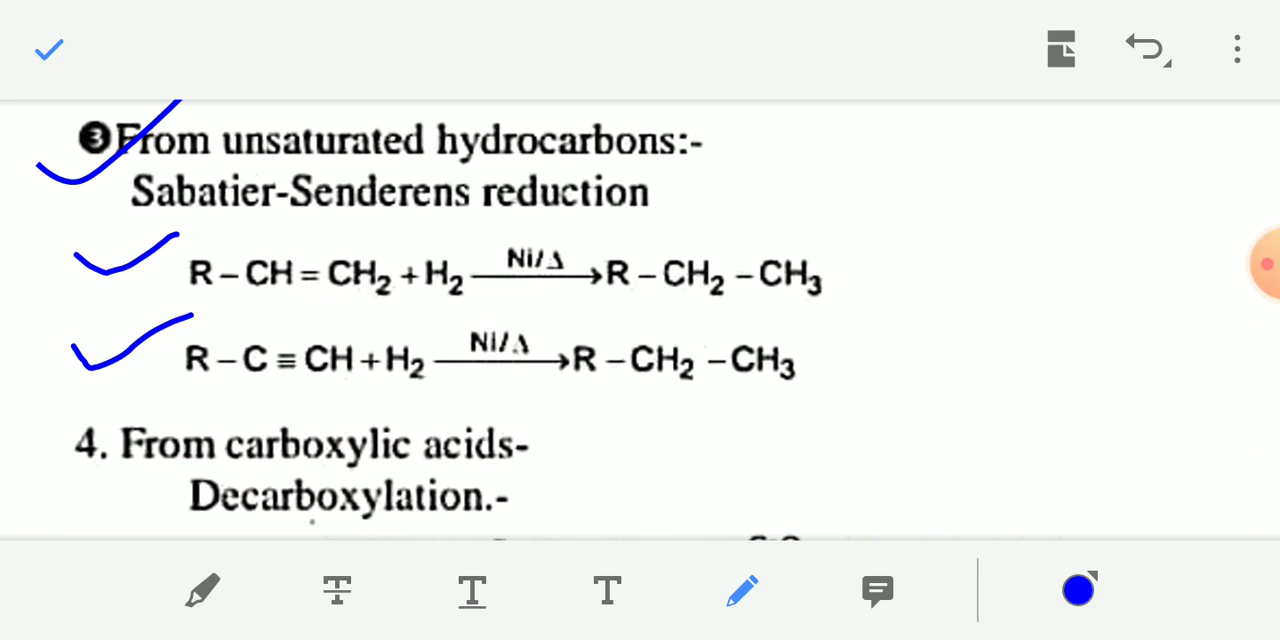 ❸From unsaturated hydrocarbons:-
Sabatier-Senderens reduction
R – CH = CH₂ + H₂ —Ni/Δ→ R – CH₂ – CH₃
R – C ≡ CH + H₂ —Ni/Δ→ R – CH₂ – CH₃
4. From carboxylic acids-
Decarboxylation.-